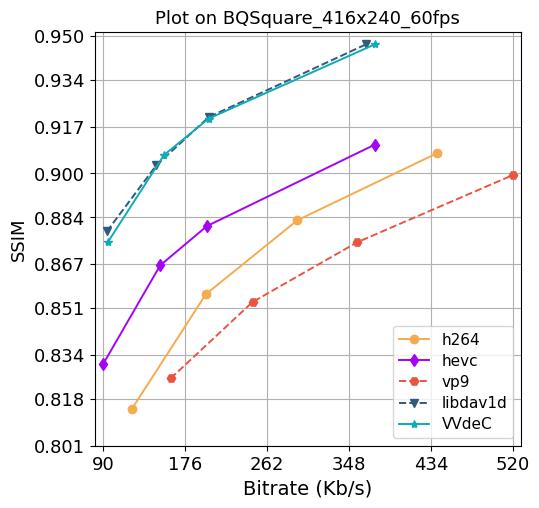 Plot on BQSquare_416x240_60fps
0.950
0.934
0.917
0.900
0.884
0.867
0.851
0.834
0.818
0.801
SSIM
h264
hevc
vp9
libdav1d
VVdeC
90 176 262 348 434 520
Bitrate (Kb/s)